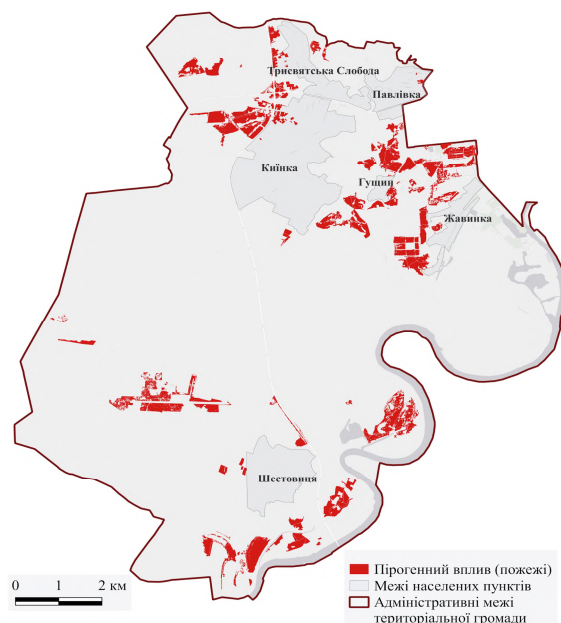 Трисвятська Слобода
Павлівка
Київка
Гущин
Жавинка
Шестовиця
0 1 2 км
Пірогенний вплив (пожежі)
Межі населених пунктів
Адміністративні межі
територіальної громади